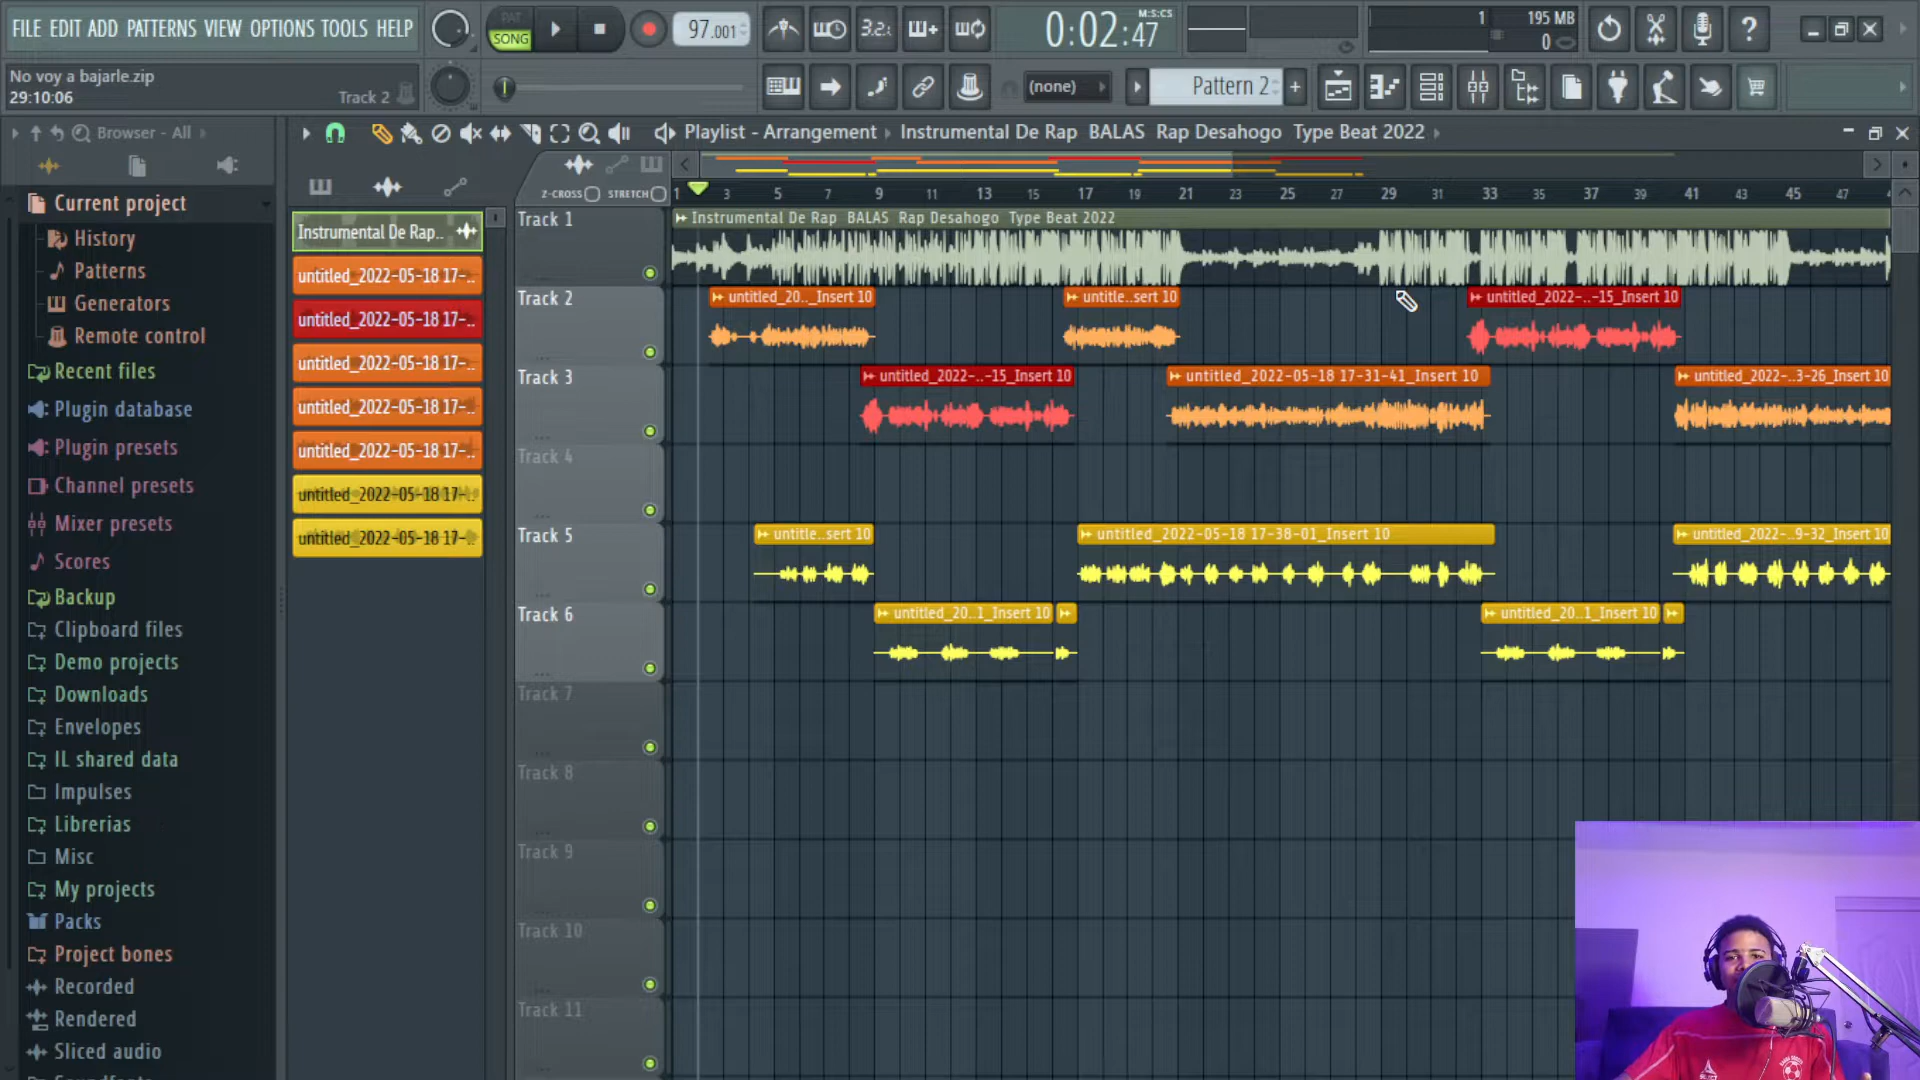 FILE EDIT ADD PATTERNS VIEW OPTIONS TOOLS HELP
PAT
SONG
97.001
3.2:
0:02:47
M:S:CS
1
195 MB
0
No voy a bajarle.zip
29:10:06
Track 2
(none)
Pattern 2
Browser - All
Playlist - Arrangement
Instrumental De Rap BALAS Rap Desahogo Type Beat 2022
Z-CROSS
STRETCH
1 3 5 7 9 11 13 15 17 19 21 23 25 27 29 31 33 35 37 39 41 43 45 47
Current project
History
Patterns
Generators
Remote control
Recent files
Plugin database
Plugin presets
Channel presets
Mixer presets
Scores
Backup
Clipboard files
Demo projects
Downloads
Envelopes
IL shared data
Impulses
Librerias
Misc
My projects
Packs
Project bones
Recorded
Rendered
Sliced audio
Instrumental De Rap..
untitled_2022-05-18 17-..
untitled_2022-05-18 17-..
untitled_2022-05-18 17-..
untitled_2022-05-18 17-..
untitled_2022-05-18 17-..
untitled_2022-05-18 17-..
untitled_2022-05-18 17-..
Track 1
Instrumental De Rap BALAS Rap Desahogo Type Beat 2022
Track 2
untitled_20.._Insert 10
untitle..sert 10
untitled_2022-..-15_Insert 10
Track 3
untitled_2022-..-15_Insert 10
untitled_2022-05-18 17-31-41_Insert 10
untitled_2022-..3-26_Insert 10
Track 4
Track 5
untitle..sert 10
untitled_2022-05-18 17-38-01_Insert 10
untitled_2022-..9-32_Insert 10
Track 6
untitled_20..1_Insert 10
untitled_20..1_Insert 10
Track 7
Track 8
Track 9
Track 10
Track 11